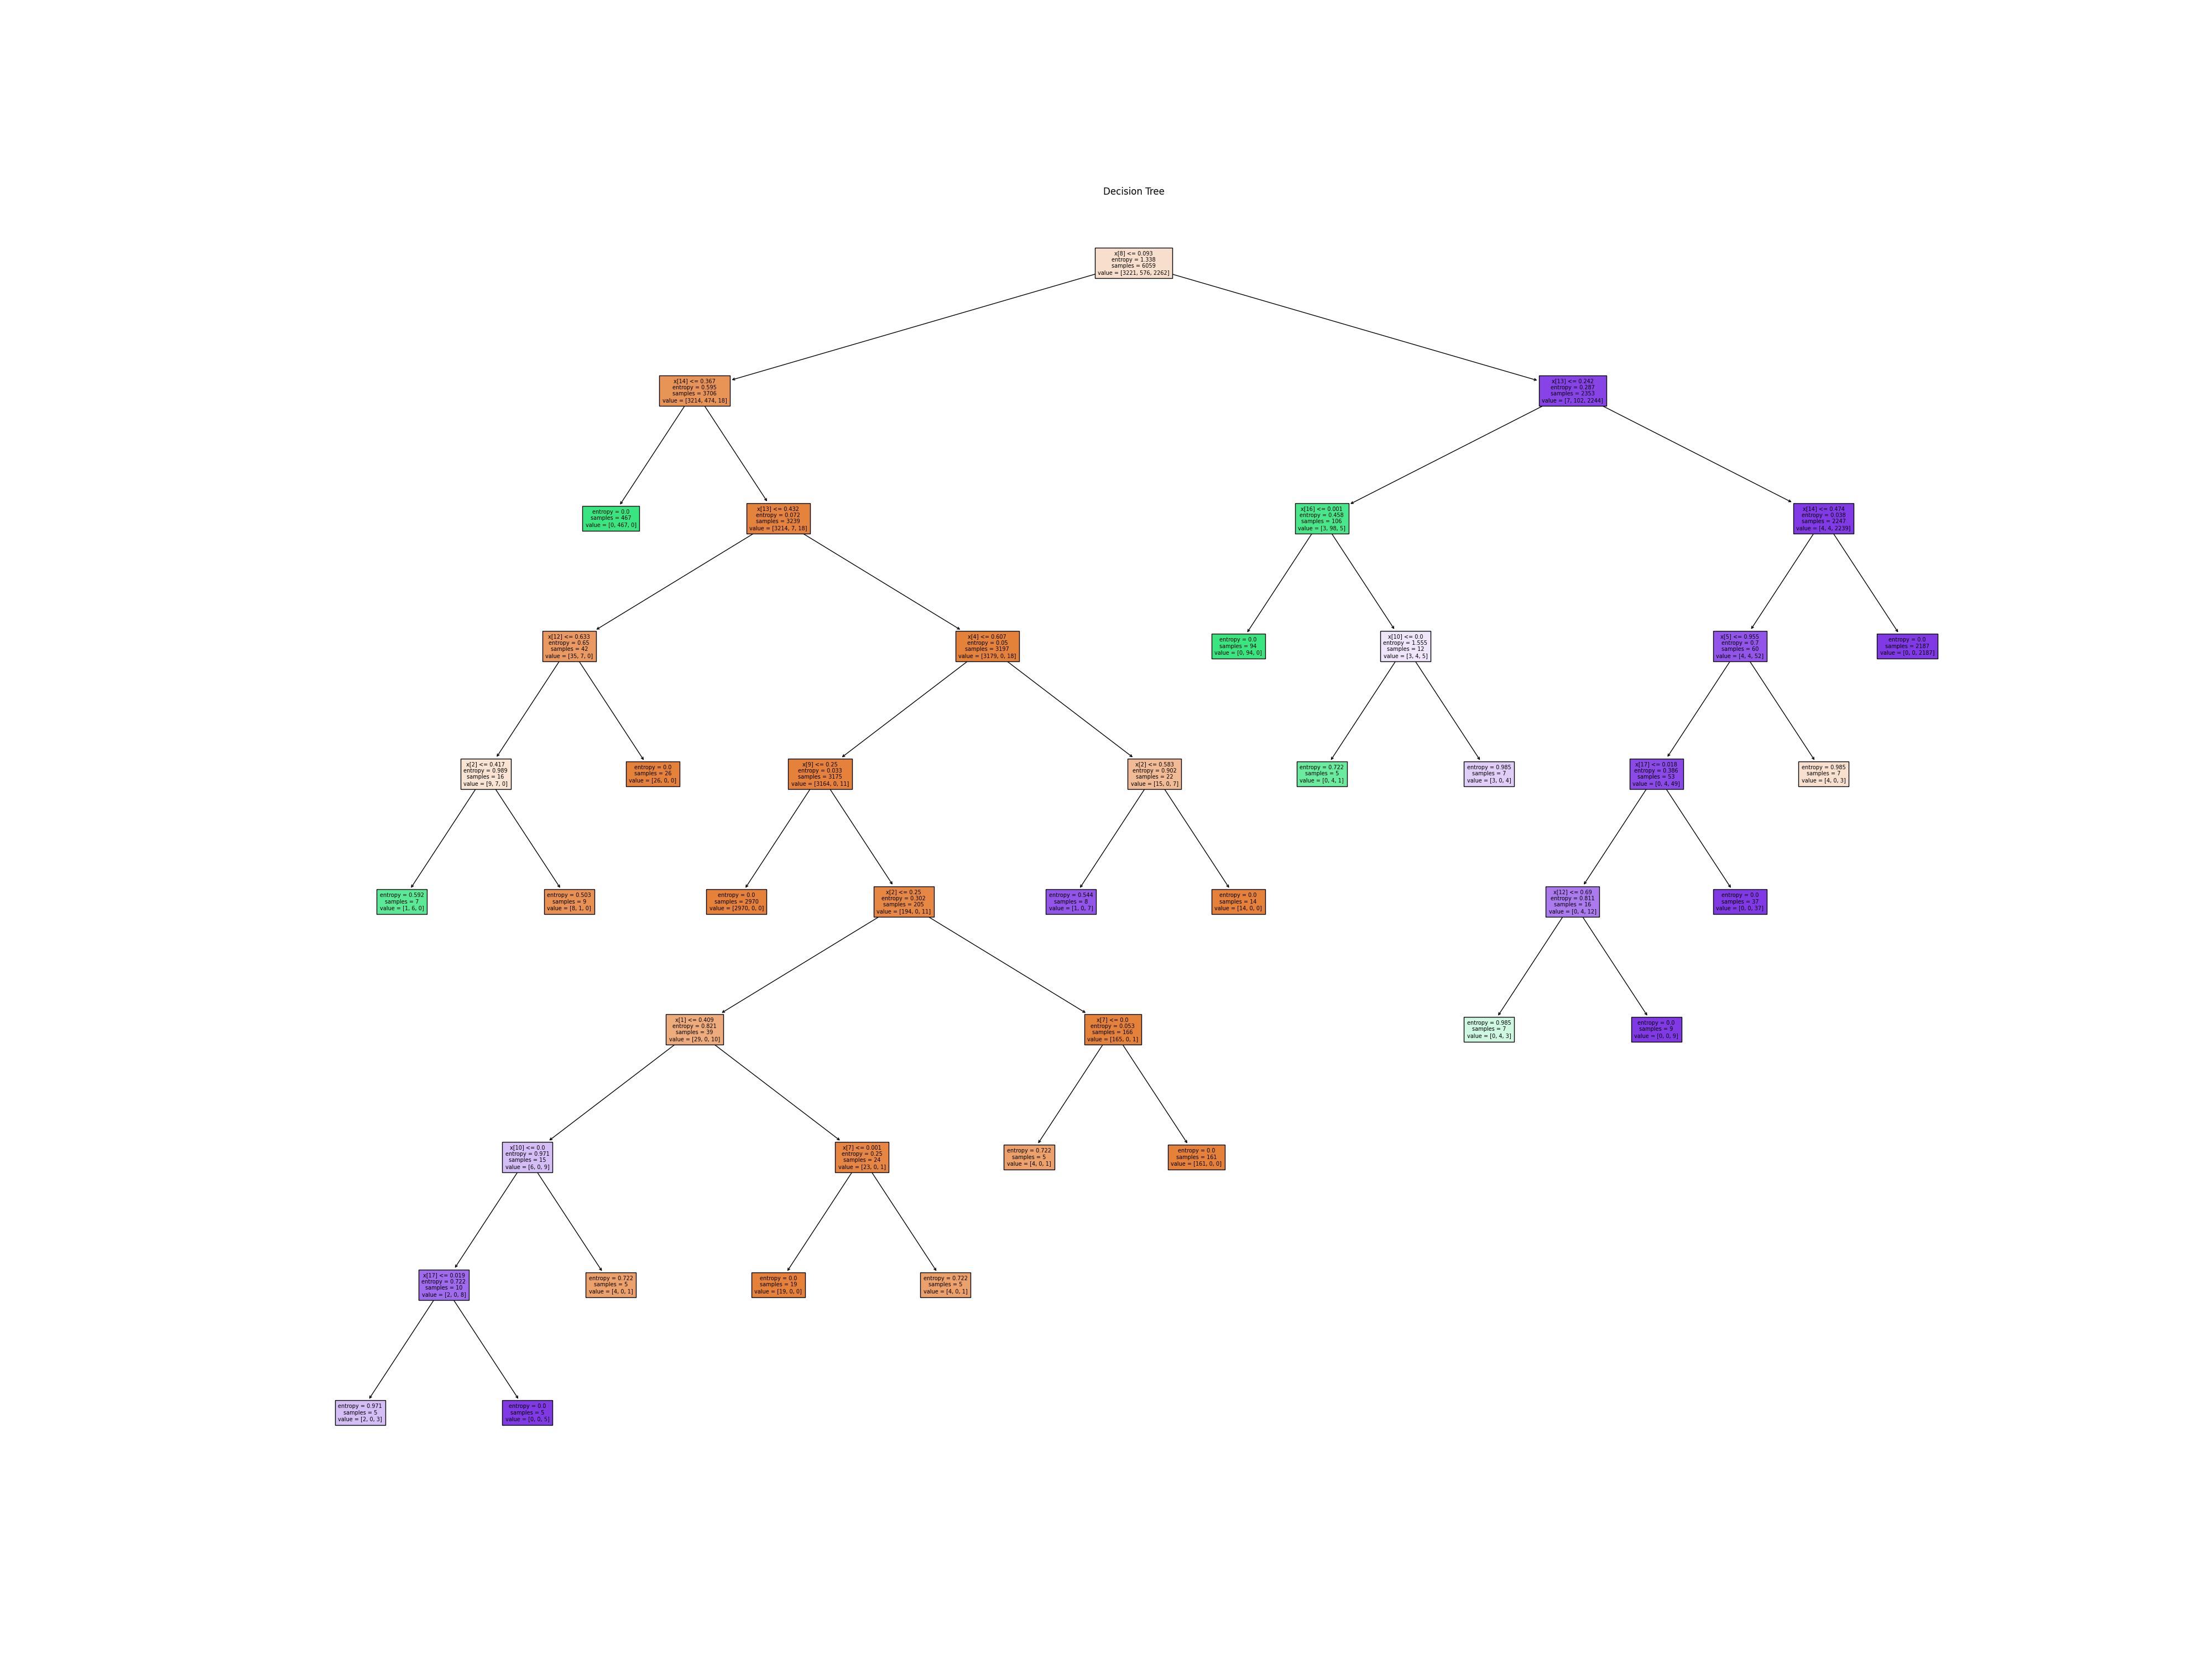 Decision Tree
x[8] <= 0.093
entropy = 1.338
samples = 6059
value = [3221, 576, 2262]
x[14] <= 0.367
entropy = 0.595
samples = 3706
value = [3214, 474, 18]
x[13] <= 0.242
entropy = 0.287
samples = 2353
value = [7, 102, 2244]
entropy = 0.0
samples = 467
value = [0, 467, 0]
x[13] <= 0.432
entropy = 0.072
samples = 3239
value = [3214, 7, 18]
x[16] <= 0.001
entropy = 0.458
samples = 106
value = [3, 98, 5]
x[14] <= 0.474
entropy = 0.038
samples = 2247
value = [4, 4, 2239]
x[12] <= 0.633
entropy = 0.65
samples = 42
value = [35, 7, 0]
x[4] <= 0.607
entropy = 0.05
samples = 3197
value = [3179, 0, 18]
entropy = 0.0
samples = 94
value = [0, 94, 0]
x[10] <= 0.0
entropy = 1.555
samples = 12
value = [3, 4, 5]
x[5] <= 0.955
entropy = 0.7
samples = 60
value = [4, 4, 52]
entropy = 0.0
samples = 2187
value = [0, 0, 2187]
x[2] <= 0.417
entropy = 0.989
samples = 16
value = [9, 7, 0]
entropy = 0.0
samples = 26
value = [26, 0, 0]
x[9] <= 0.25
entropy = 0.033
samples = 3175
value = [3164, 0, 11]
x[2] <= 0.583
entropy = 0.902
samples = 22
value = [15, 0, 7]
entropy = 0.722
samples = 5
value = [0, 4, 1]
entropy = 0.985
samples = 7
value = [3, 0, 4]
x[17] <= 0.018
entropy = 0.386
samples = 53
value = [0, 4, 49]
entropy = 0.985
samples = 7
value = [4, 0, 3]
entropy = 0.592
samples = 7
value = [1, 6, 0]
entropy = 0.503
samples = 9
value = [8, 1, 0]
entropy = 0.0
samples = 2970
value = [2970, 0, 0]
x[2] <= 0.25
entropy = 0.302
samples = 205
value = [194, 0, 11]
entropy = 0.544
samples = 8
value = [1, 0, 7]
entropy = 0.0
samples = 14
value = [14, 0, 0]
x[12] <= 0.69
entropy = 0.811
samples = 16
value = [0, 4, 12]
entropy = 0.0
samples = 37
value = [0, 0, 37]
x[1] <= 0.409
entropy = 0.821
samples = 39
value = [29, 0, 10]
x[7] <= 0.0
entropy = 0.053
samples = 166
value = [165, 0, 1]
entropy = 0.985
samples = 7
value = [0, 4, 3]
entropy = 0.0
samples = 9
value = [0, 0, 9]
x[10] <= 0.0
entropy = 0.971
samples = 15
value = [6, 0, 9]
x[7] <= 0.001
entropy = 0.25
samples = 24
value = [23, 0, 1]
entropy = 0.722
samples = 5
value = [4, 0, 1]
entropy = 0.0
samples = 161
value = [161, 0, 0]
x[17] <= 0.019
entropy = 0.722
samples = 10
value = [2, 0, 8]
entropy = 0.722
samples = 5
value = [4, 0, 1]
entropy = 0.0
samples = 19
value = [19, 0, 0]
entropy = 0.722
samples = 5
value = [4, 0, 1]
entropy = 0.971
samples = 5
value = [2, 0, 3]
entropy = 0.0
samples = 5
value = [0, 0, 5]